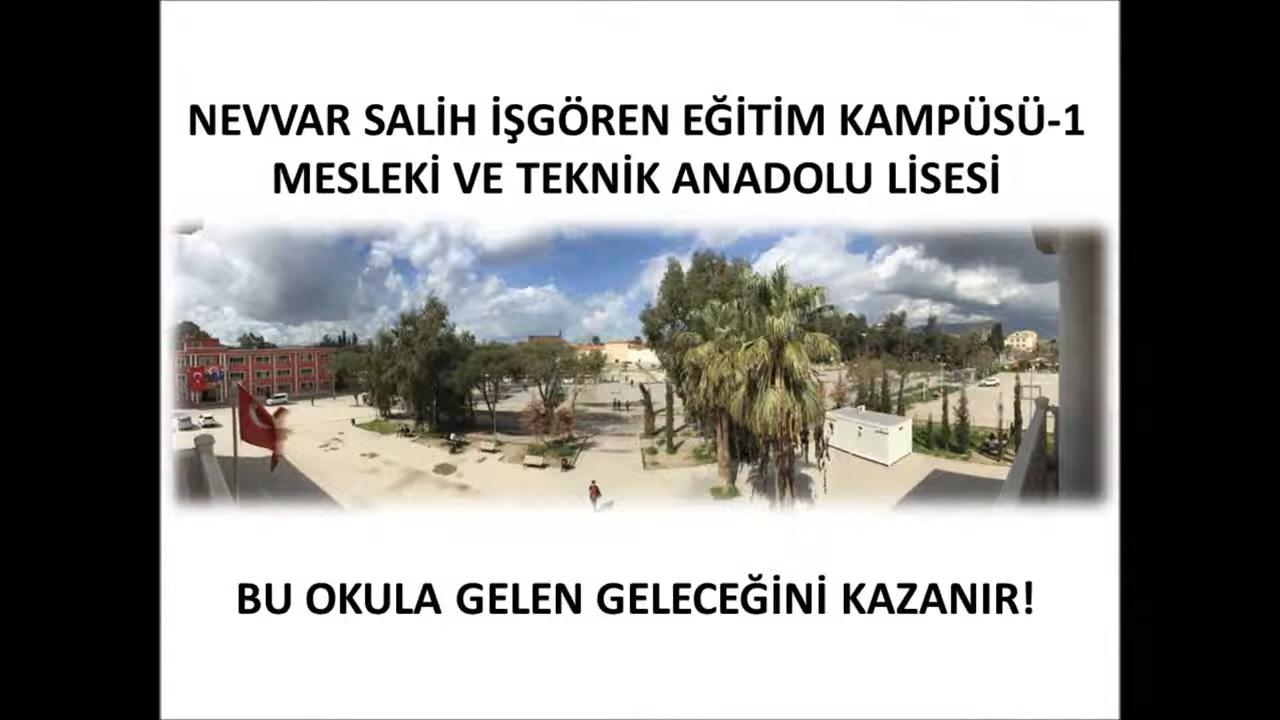 NEVVAR SALİH İŞGÖREN EĞİTİM KAMPÜSÜ-1
MESLEKİ VE TEKNİK ANADOLU LİSESİ
BU OKULA GELEN GELECEĞİNİ KAZANIR!